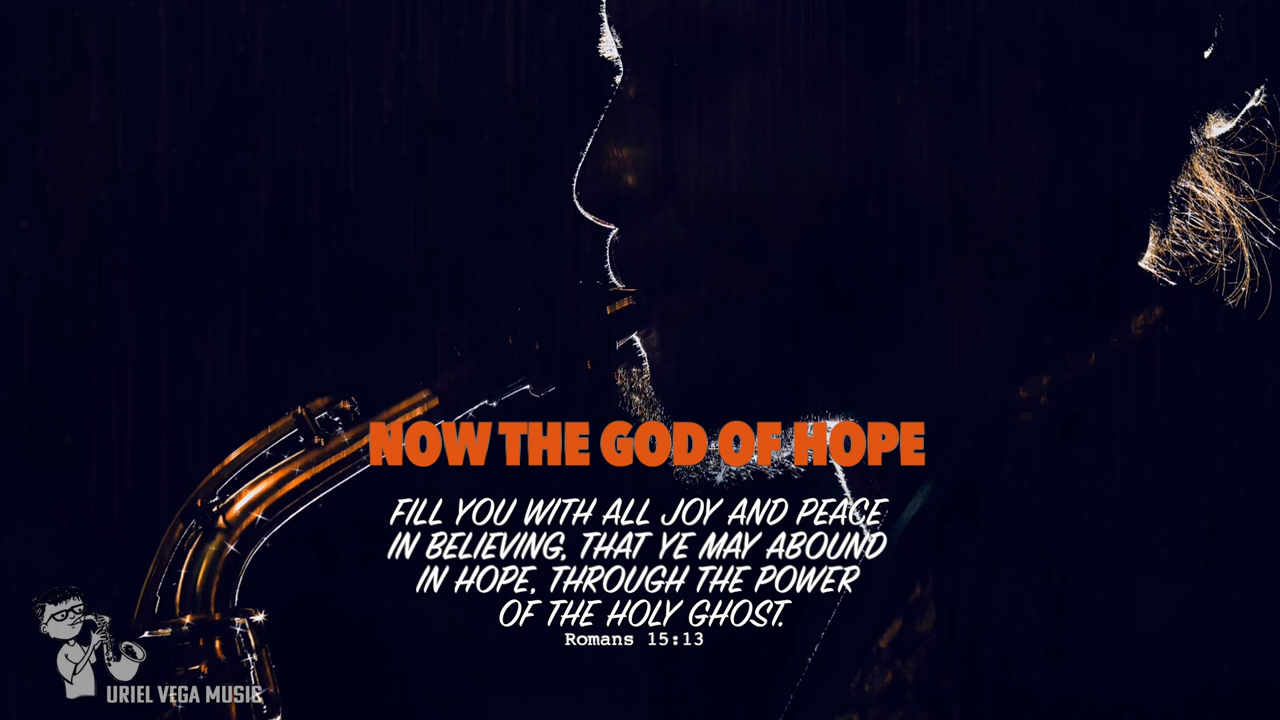 NOW THE GOD OF HOPE
FILL YOU WITH ALL JOY AND PEACE
IN BELIEVING, THAT YE MAY ABOUND
IN HOPE, THROUGH THE POWER
OF THE HOLY GHOST.
Romans 15:13
URIEL VEGA MUSIC